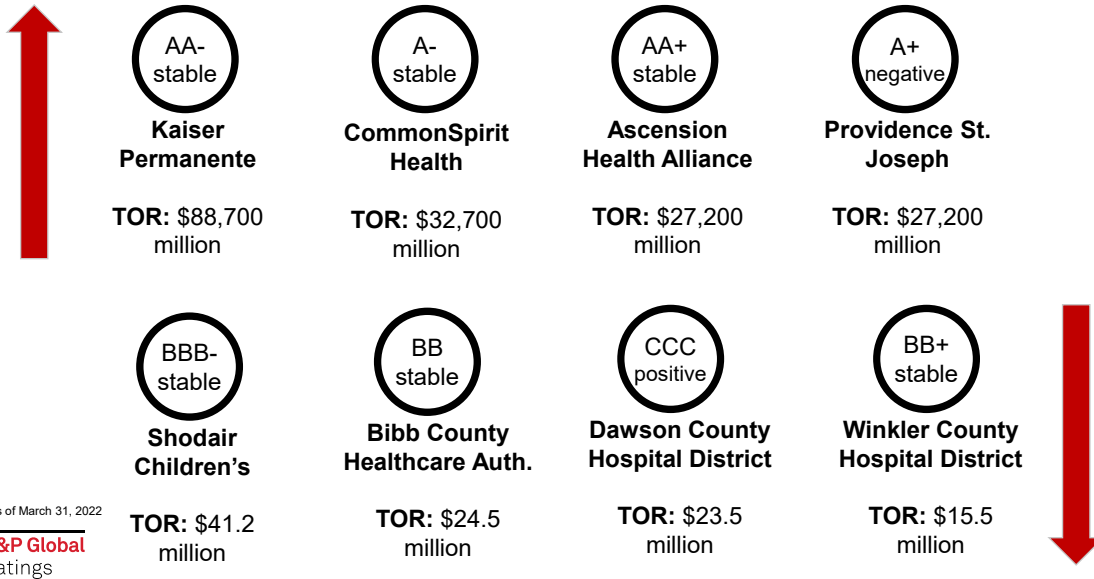 AA-
stable
Kaiser
Permanente
TOR: $88,700
million
A-
stable
CommonSpirit
Health
TOR: $32,700
million
AA+
stable
Ascension
Health Alliance
TOR: $27,200
million
A+
negative
Providence St.
Joseph
TOR: $27,200
million
BBB-
stable
Shodair
Children’s
TOR: $41.2
million
BB
stable
Bibb County
Healthcare Auth.
TOR: $24.5
million
CCC
positive
Dawson County
Hospital District
TOR: $23.5
million
BB+
stable
Winkler County
Hospital District
TOR: $15.5
million
s of March 31, 2022
&P Global
atings